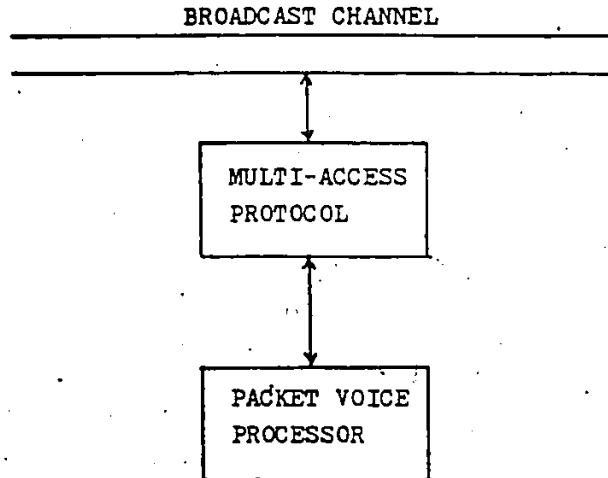 BROADCAST CHANNEL
MULTI-ACCESS
PROTOCOL
PACKET VOICE
PROCESSOR